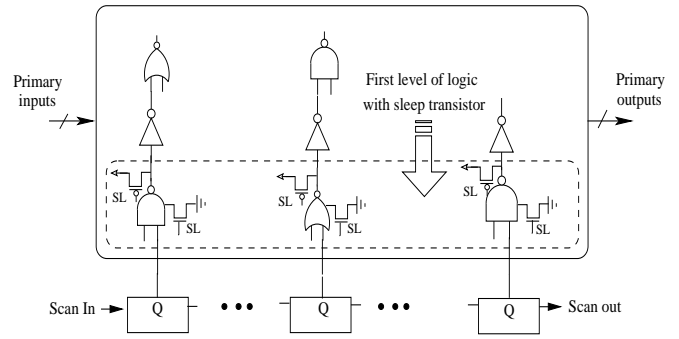 First level of logic
with sleep transistor
Primary
inputs
Primary
outputs
SL
SL
SL
SL
SL
SL
Scan In
Q
Q
Q
Scan out